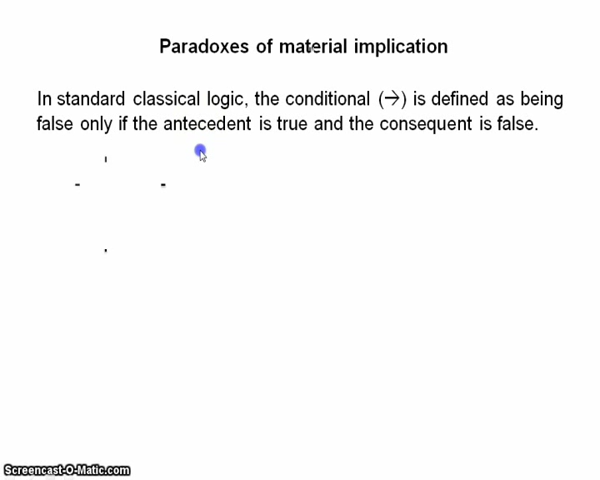 Paradoxes of material implication
In standard classical logic, the conditional (→) is defined as being
false only if the antecedent is true and the consequent is false.
Screencast-O-Matic.com